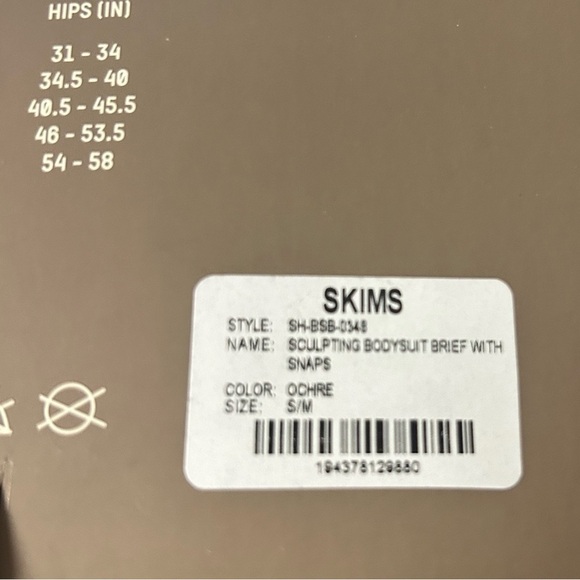 HIPS (IN)
31 - 34
34.5 - 40
40.5 - 45.5
46 - 53.5
54 - 58
SKIMS
STYLE: SH-BSB-0348
NAME: SCULPTING BODYSUIT BRIEF WITH
SNAPS
COLOR: OCHRE
SIZE: S/M
194378129880